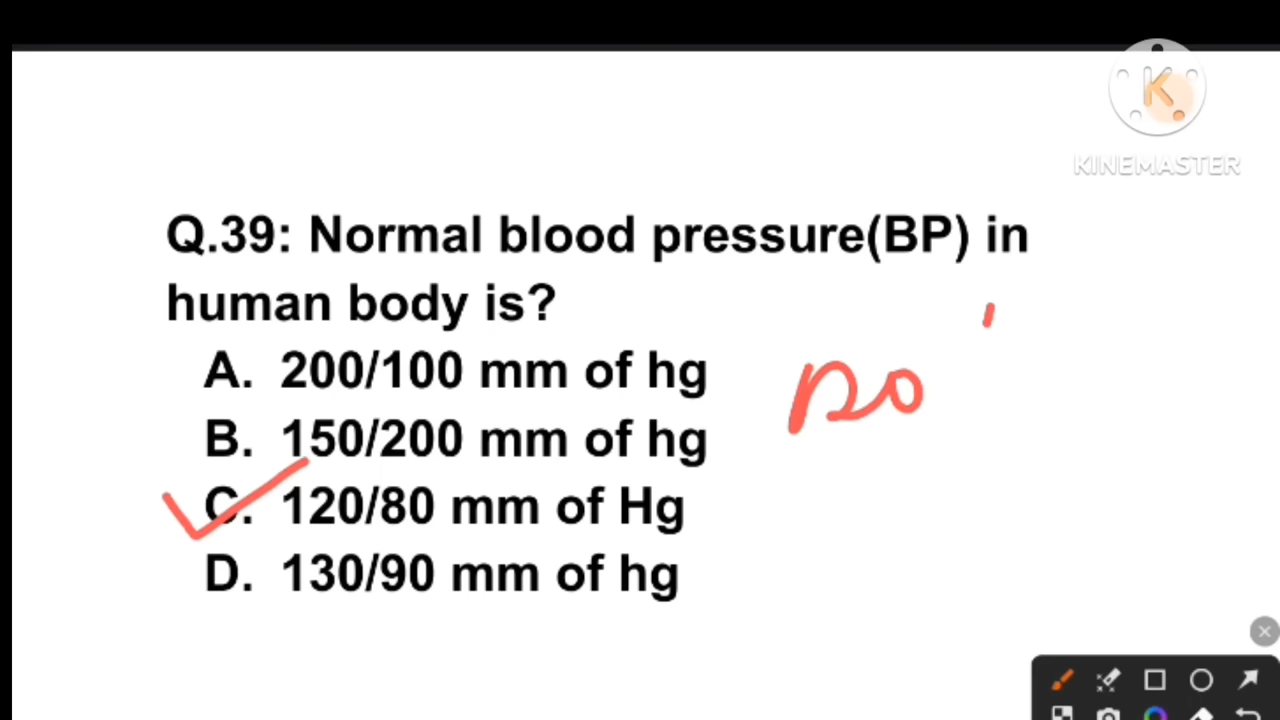 KINEMASTER
Q.39: Normal blood pressure(BP) in
human body is?
A. 200/100 mm of hg
B. 150/200 mm of hg
C. 120/80 mm of Hg
D. 130/90 mm of hg